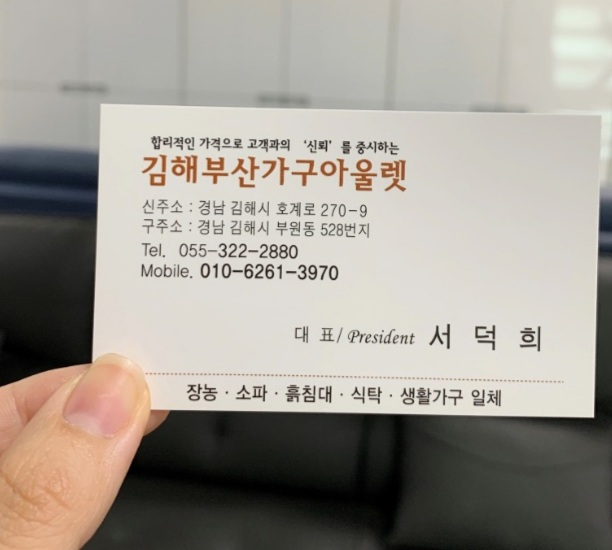 합리적인 가격으로 고객과의 '신뢰' 를 중시하는
김해부산가구아울렛
신주소 : 경남 김해시 호계로 270-9
구주소 : 경남 김해시 부원동 528번지
Tel. 055-322-2880
Mobile. 010-6261-3970
대 표/ President 서 덕 희
장농 · 소파 · 흙침대 · 식탁 · 생활가구 일체